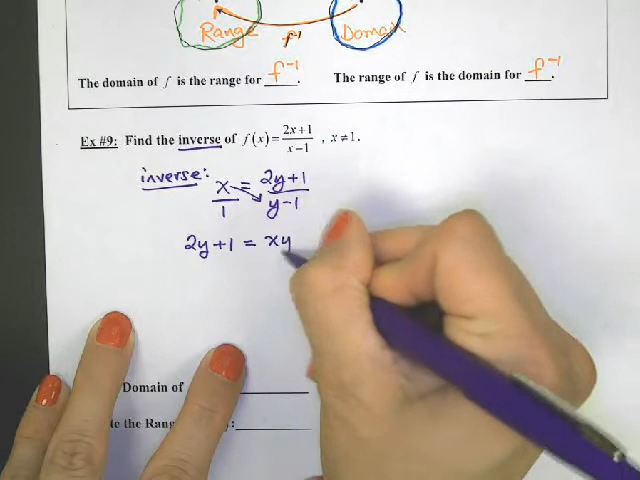 Range f⁻¹ Domain
The domain of f is the range for f⁻¹. The range of f is the domain for f⁻¹.
Ex #9: Find the inverse of f(x)=(2x+1)/(x-1), x≠1.
inverse: x/1 = (2y+1)/(y-1)
2y+1 = xy
Domain of
te the Rang